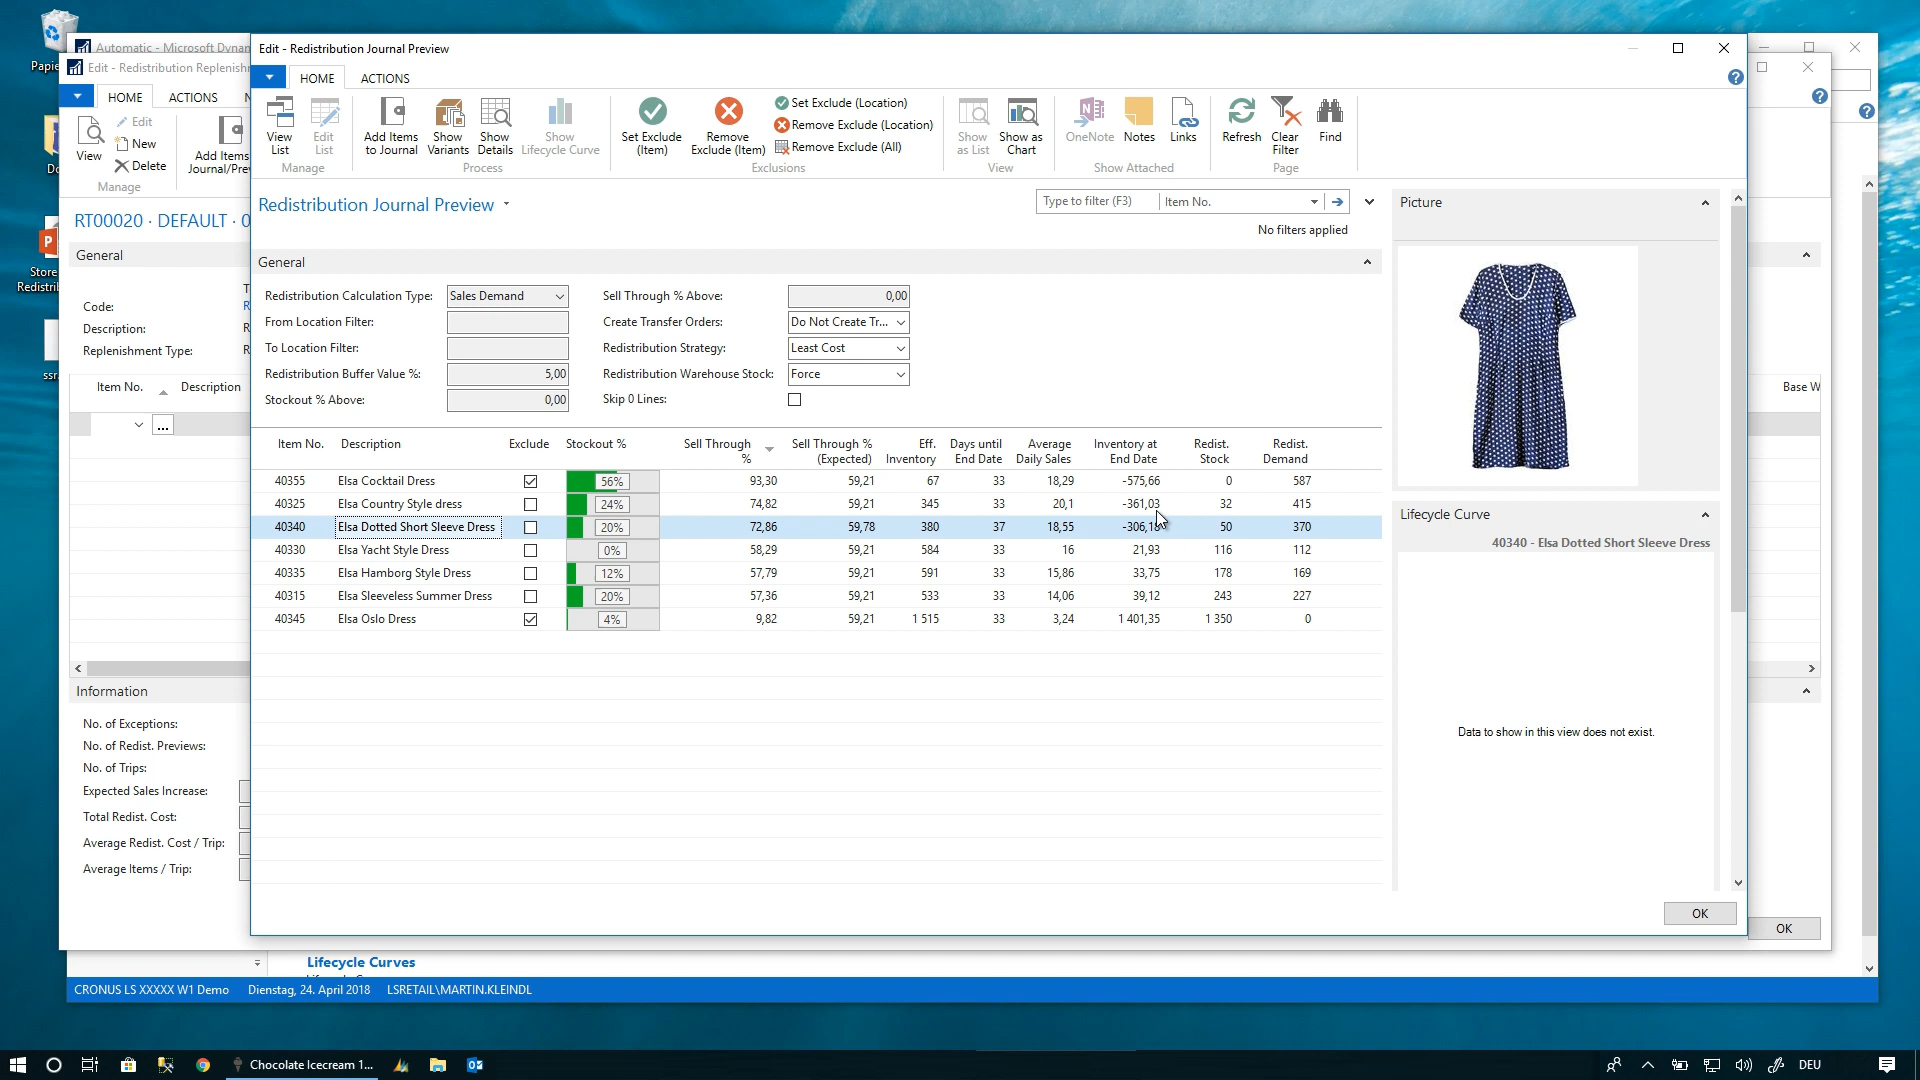 Papie
Automatic - Microsoft Dynan
Edit - Redistribution Replenishm
HOME
ACTIONS
View
Edit
New
Delete
Add Items
Journal/Prev
Manage
RT00020 · DEFAULT · 0
General
Code:
Description:
Replenishment Type:
Item No.
Description
Base W
...
Store
Redistrib
ssr.
Information
No. of Exceptions:
No. of Redist. Previews:
No. of Trips:
Expected Sales Increase:
Total Redist. Cost:
Average Redist. Cost / Trip:
Average Items / Trip:
Edit - Redistribution Journal Preview
HOME
ACTIONS
View List
Edit List
Manage
Add Items to Journal
Show Variants
Show Details
Show Lifecycle Curve
Process
Set Exclude (Item)
Remove Exclude (Item)
Set Exclude (Location)
Remove Exclude (Location)
Remove Exclude (All)
Exclusions
Show as List
Show as Chart
View
OneNote
Notes
Links
Show Attached
Refresh
Clear Filter
Find
Page
Redistribution Journal Preview
Type to filter (F3)
Item No.
No filters applied
General
Redistribution Calculation Type: Sales Demand
From Location Filter:
To Location Filter:
Redistribution Buffer Value %: 5,00
Stockout % Above: 0,00
Sell Through % Above: 0,00
Create Transfer Orders: Do Not Create Tr...
Redistribution Strategy: Least Cost
Redistribution Warehouse Stock: Force
Skip 0 Lines:
Item No. Description Exclude Stockout % Sell Through % Sell Through % (Expected) Eff. Inventory Days until End Date Average Daily Sales Inventory at End Date Redist. Stock Redist. Demand
40355 Elsa Cocktail Dress 56% 93,30 59,21 67 33 18,29 -575,66 0 587
40325 Elsa Country Style dress 24% 74,82 59,21 345 33 20,1 -361,03 32 415
40340 Elsa Dotted Short Sleeve Dress 20% 72,86 59,78 380 37 18,55 -306,18 50 370
40330 Elsa Yacht Style Dress 0% 58,29 59,21 584 33 16 21,93 116 112
40335 Elsa Hamborg Style Dress 12% 57,79 59,21 591 33 15,86 33,75 178 169
40315 Elsa Sleeveless Summer Dress 20% 57,36 59,21 533 33 14,06 39,12 243 227
40345 Elsa Oslo Dress 4% 9,82 59,21 1 515 33 3,24 1 401,35 1 350 0
Picture
Lifecycle Curve
40340 - Elsa Dotted Short Sleeve Dress
Data to show in this view does not exist.
OK
OK
Lifecycle Curves
CRONUS LS XXXXX W1 Demo
Dienstag, 24. April 2018
LSRETAIL\MARTIN.KLEINDL
Chocolate Icecream 1...
DEU